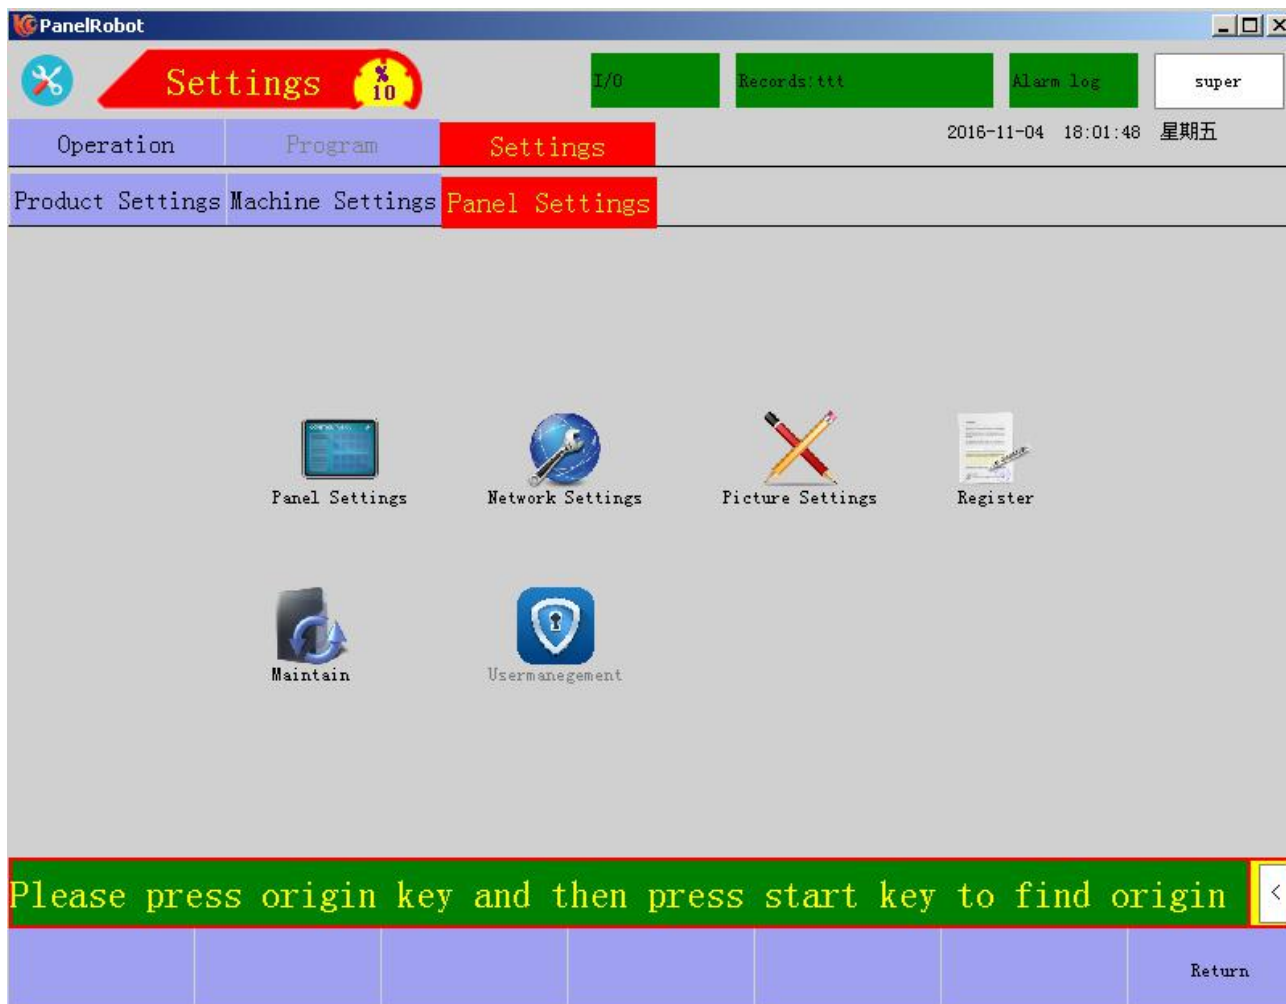 PanelRobot
Settings % 10 I/O Records:ttt Alarm log super
Operation Program Settings 2016-11-04 18:01:48 星期五
Product Settings Machine Settings Panel Settings
Panel Settings Network Settings Picture Settings Register
Maintain Usermanegement
Please press origin key and then press start key to find origin <
Return